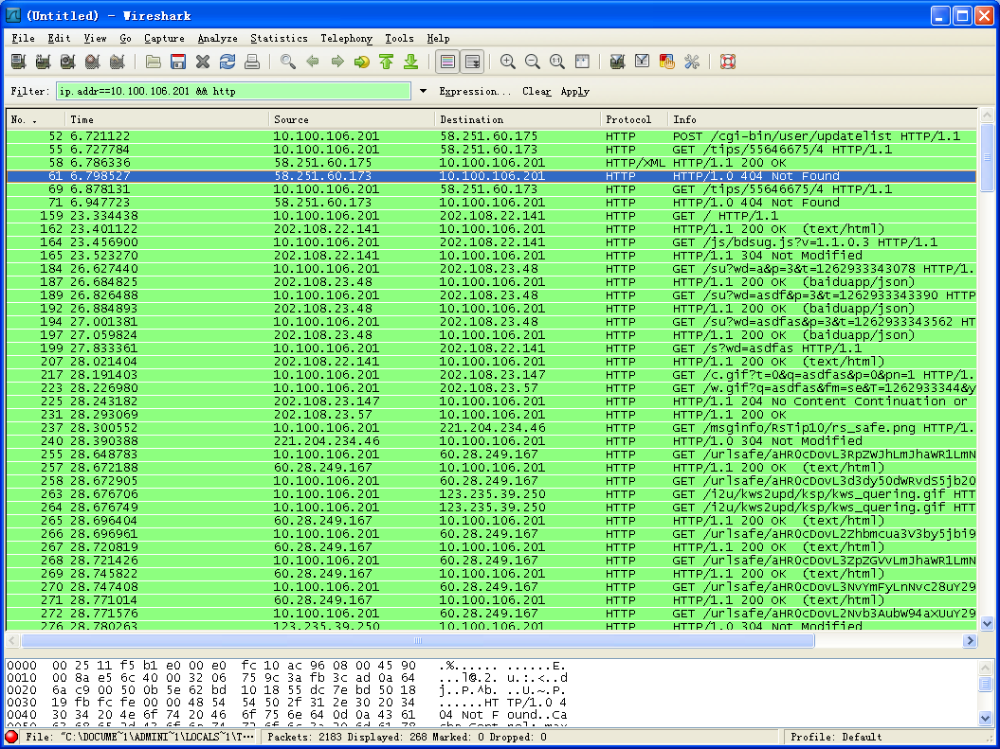 (Untitled) - Wireshark
File Edit View Go Capture Analyze Statistics Telephony Tools Help
Filter: ip.addr==10.100.106.201 && http Expression... Clear Apply
No. . Time Source Destination Protocol Info
52 6.721122 10.100.106.201 58.251.60.175 HTTP POST /cgi-bin/user/updatelist HTTP/1.1
55 6.727784 10.100.106.201 58.251.60.173 HTTP GET /tips/55646675/4 HTTP/1.1
58 6.786336 58.251.60.175 10.100.106.201 HTTP/XML HTTP/1.1 200 OK
61 6.798527 58.251.60.173 10.100.106.201 HTTP HTTP/1.0 404 Not Found
69 6.878131 10.100.106.201 58.251.60.173 HTTP GET /tips/55646675/4 HTTP/1.1
71 6.947723 58.251.60.173 10.100.106.201 HTTP HTTP/1.0 404 Not Found
159 23.334438 10.100.106.201 202.108.22.141 HTTP GET / HTTP/1.1
162 23.401122 202.108.22.141 10.100.106.201 HTTP HTTP/1.1 200 OK (text/html)
164 23.456900 10.100.106.201 202.108.22.141 HTTP GET /js/bdsug.js?v=1.1.0.3 HTTP/1.1
165 23.523270 202.108.22.141 10.100.106.201 HTTP HTTP/1.1 304 Not Modified
184 26.627440 10.100.106.201 202.108.23.48 HTTP GET /su?wd=a&p=3&t=1262933343078 HTTP/1.
187 26.684825 202.108.23.48 10.100.106.201 HTTP HTTP/1.1 200 OK (baiduapp/json)
189 26.826488 10.100.106.201 202.108.23.48 HTTP GET /su?wd=asdf&p=3&t=1262933343390 HTTP
192 26.884893 202.108.23.48 10.100.106.201 HTTP HTTP/1.1 200 OK (baiduapp/json)
194 27.001381 10.100.106.201 202.108.23.48 HTTP GET /su?wd=asdfas&p=3&t=1262933343562 HT
197 27.059824 202.108.23.48 10.100.106.201 HTTP HTTP/1.1 200 OK (baiduapp/json)
199 27.833361 10.100.106.201 202.108.22.141 HTTP GET /s?wd=asdfas HTTP/1.1
207 28.021404 202.108.22.141 10.100.106.201 HTTP HTTP/1.1 200 OK (text/html)
217 28.191403 10.100.106.201 202.108.23.147 HTTP GET /c.gif?t=0&q=asdfas&p=0&pn=1 HTTP/1.
223 28.226980 10.100.106.201 202.108.23.57 HTTP GET /w.gif?q=asdfas&fm=se&T=1262933344&y
225 28.243182 202.108.23.147 10.100.106.201 HTTP HTTP/1.1 204 No Content Continuation or
231 28.293069 202.108.23.57 10.100.106.201 HTTP HTTP/1.1 200 OK
237 28.300552 10.100.106.201 221.204.234.46 HTTP GET /msginfo/RsTip10/rs_safe.png HTTP/1.
240 28.390388 221.204.234.46 10.100.106.201 HTTP HTTP/1.0 304 Not Modified
255 28.648783 10.100.106.201 60.28.249.167 HTTP GET /urlsafe/aHR0cDovL3RpZWJhLmJhaWR1LmN
257 28.672188 60.28.249.167 10.100.106.201 HTTP HTTP/1.1 200 OK (text/html)
258 28.672905 10.100.106.201 60.28.249.167 HTTP GET /urlsafe/aHR0cDovL3d3dy50dWRvdS5jb20
263 28.676706 10.100.106.201 123.235.39.250 HTTP GET /i2u/kws2upd/ksp/kws_quering.gif HTT
264 28.676749 10.100.106.201 123.235.39.250 HTTP GET /i2u/kws2upd/ksp/kws_quering.gif HTT
265 28.696404 60.28.249.167 10.100.106.201 HTTP HTTP/1.1 200 OK (text/html)
266 28.696961 10.100.106.201 60.28.249.167 HTTP GET /urlsafe/aHR0cDovL2Zhbmcua3V3by5jbi9
267 28.720819 60.28.249.167 10.100.106.201 HTTP HTTP/1.1 200 OK (text/html)
268 28.721426 10.100.106.201 60.28.249.167 HTTP GET /urlsafe/aHR0cDovL3ZpZGVvLmJhaWR1LmN
269 28.745822 60.28.249.167 10.100.106.201 HTTP HTTP/1.1 200 OK (text/html)
270 28.747408 10.100.106.201 60.28.249.167 HTTP GET /urlsafe/aHR0cDovL3NvYmFyLnNvc28uY29
271 28.771014 60.28.249.167 10.100.106.201 HTTP HTTP/1.1 200 OK (text/html)
272 28.771576 10.100.106.201 60.28.249.167 HTTP GET /urlsafe/aHR0cDovL2Nvb3AubW94aXUuY29
276 28.780263 123.235.39.250 10.100.106.201 HTTP HTTP/1.0 304 Not Modified
0000 00 25 11 f5 b1 e0 00 e0 fc 10 ac 96 08 00 45 90 .%...... ......E.
0010 00 8a e5 6c 40 00 32 06 75 9c 3a fb 3c ad 0a 64 ...l@.2. u.:.<..d
0020 6a c9 00 50 0b 5e 62 bd 10 18 55 dc 7e bd 50 18 j..P.^b. ..U.~.P.
0030 19 fb fc fe 00 00 48 54 54 50 2f 31 2e 30 20 34 ......HT TP/1.0 4
0040 30 34 20 4e 6f 74 20 46 6f 75 6e 64 0d 0a 43 61 04 Not F ound..Ca
File: "C:\DOCUME~1\ADMINI~1\LOCALS~1\T... Packets: 2183 Displayed: 268 Marked: 0 Dropped: 0 Profile: Default